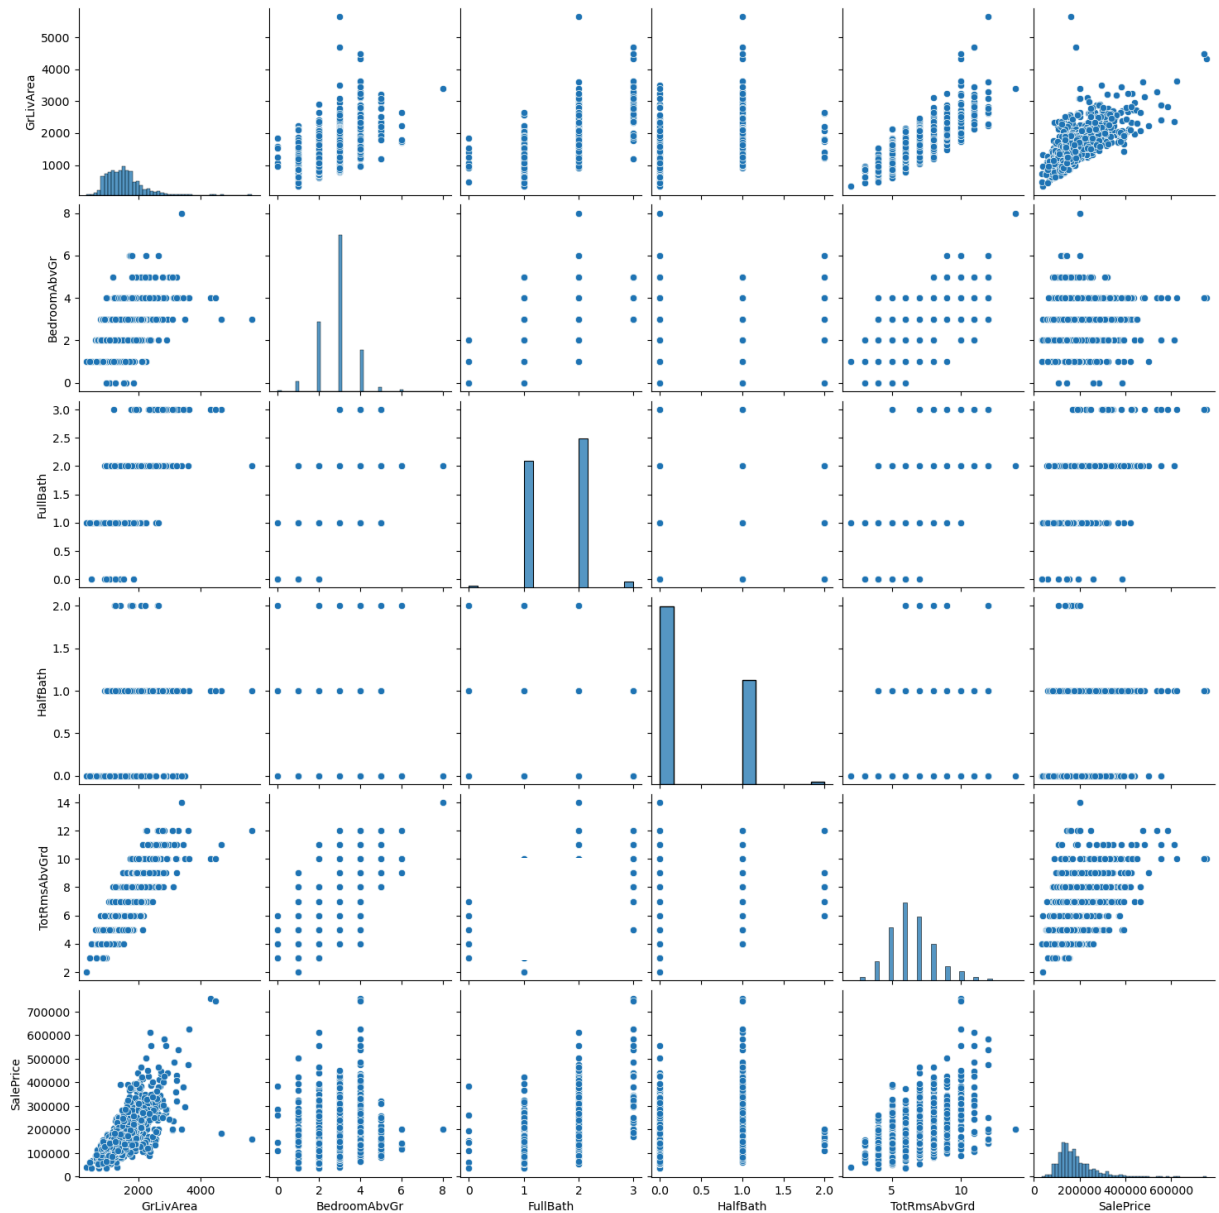 5000
4000
3000
2000
1000
GrLivArea
8
6
4
2
0
BedroomAbvGr
3.0
2.5
2.0
1.5
1.0
0.5
0.0
FullBath
2.0
1.5
1.0
0.5
0.0
HalfBath
14
12
10
8
6
4
2
TotRmsAbvGrd
700000
600000
500000
400000
300000
200000
100000
0
SalePrice
2000 4000
GrLivArea
0 2 4 6 8
BedroomAbvGr
0 1 2 3
FullBath
0.0 0.5 1.0 1.5 2.0
HalfBath
5 10
TotRmsAbvGrd
0 200000 400000 600000
SalePrice